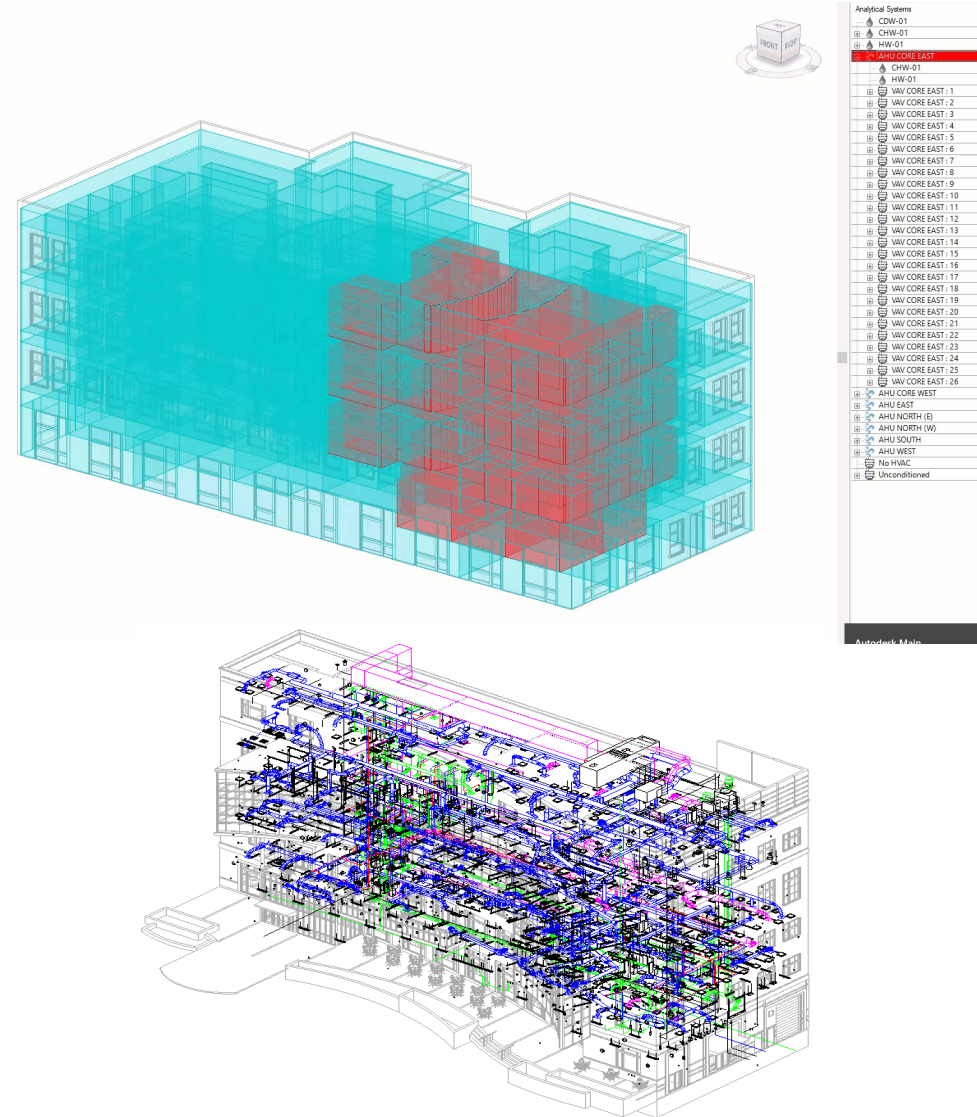 FRONT
RIGHT
Analytical Systems
CDW-01
CHW-01
HW-01
AHU CORE EAST
CHW-01
HW-01
VAV CORE EAST : 1
VAV CORE EAST : 2
VAV CORE EAST : 3
VAV CORE EAST : 4
VAV CORE EAST : 5
VAV CORE EAST : 6
VAV CORE EAST : 7
VAV CORE EAST : 8
VAV CORE EAST : 9
VAV CORE EAST : 10
VAV CORE EAST : 11
VAV CORE EAST : 12
VAV CORE EAST : 13
VAV CORE EAST : 14
VAV CORE EAST : 15
VAV CORE EAST : 16
VAV CORE EAST : 17
VAV CORE EAST : 18
VAV CORE EAST : 19
VAV CORE EAST : 20
VAV CORE EAST : 21
VAV CORE EAST : 22
VAV CORE EAST : 23
VAV CORE EAST : 24
VAV CORE EAST : 25
VAV CORE EAST : 26
AHU CORE WEST
AHU EAST
AHU NORTH (E)
AHU NORTH (W)
AHU SOUTH
AHU WEST
No HVAC
Unconditioned
Autodesk Main